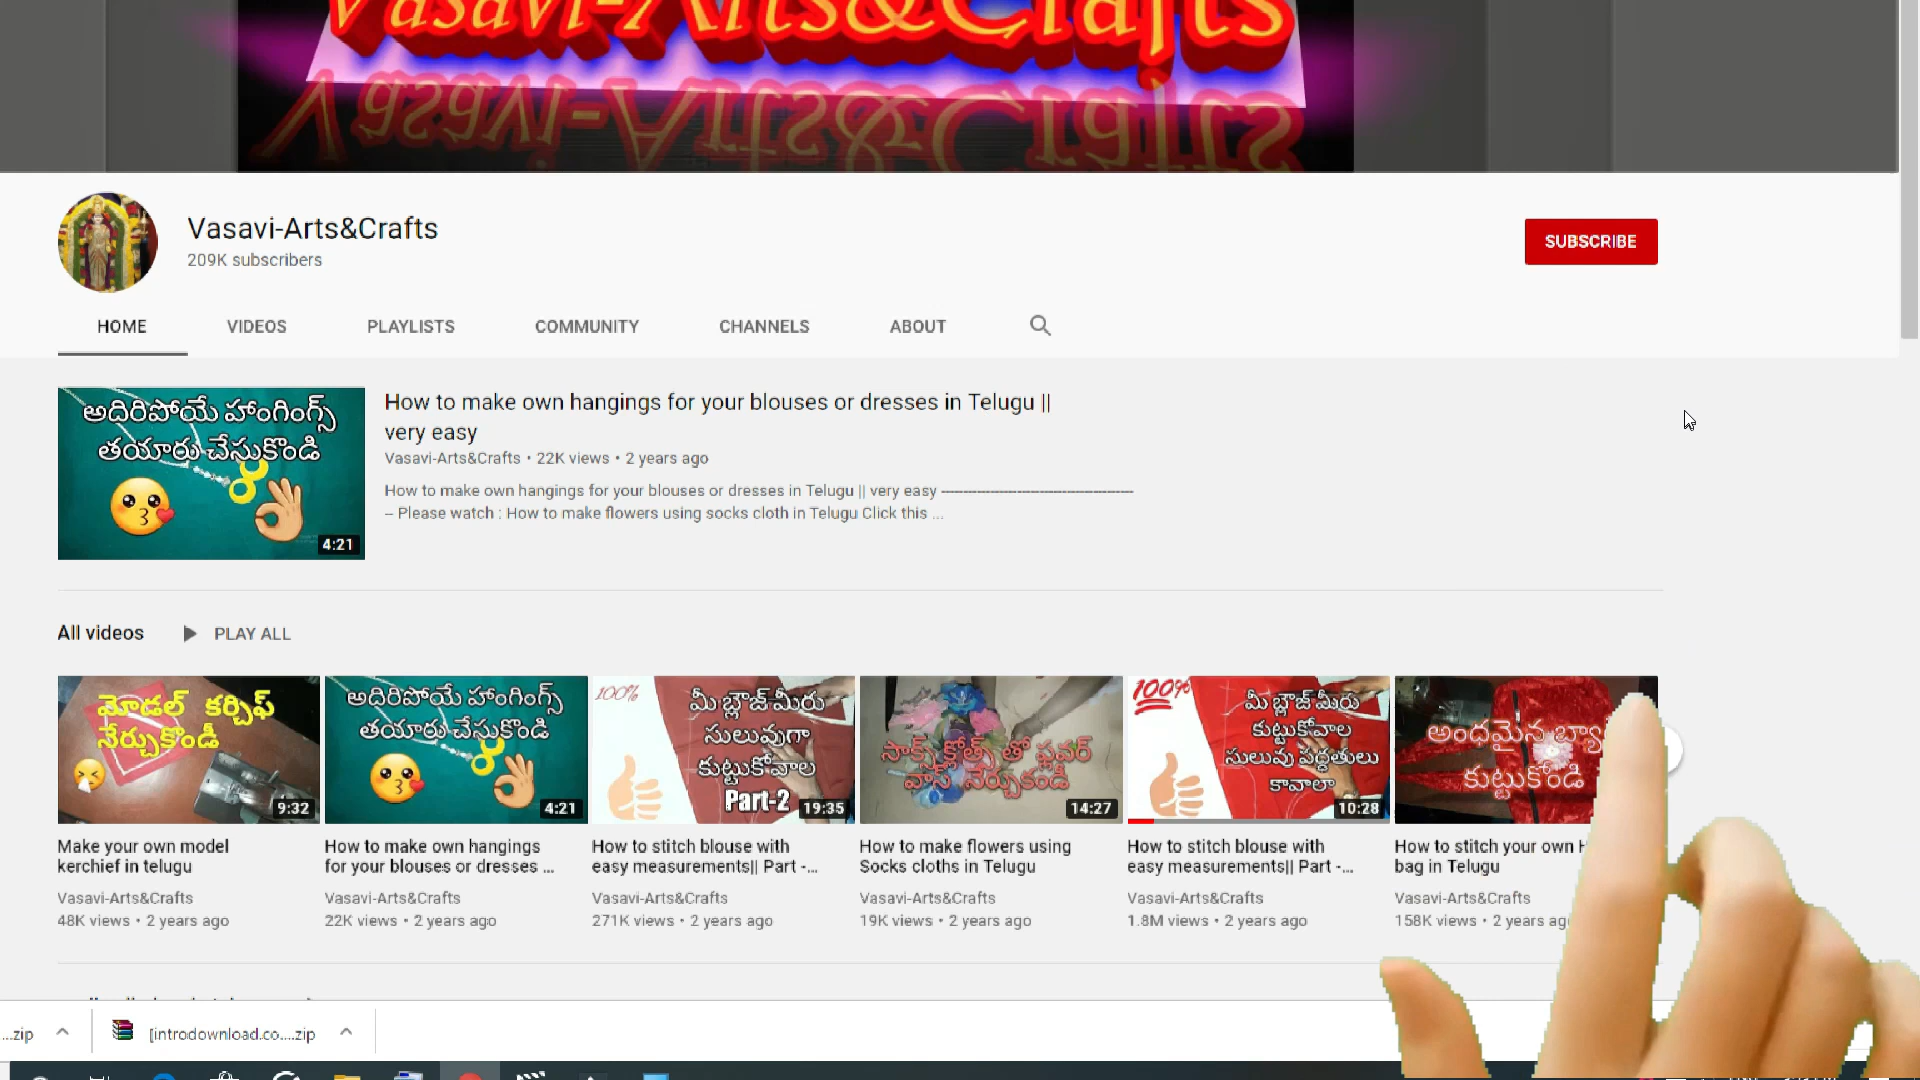 Vasavi-Arts&Crafts
Vasavi-Arts&Crafts
209K subscribers
SUBSCRIBE
HOME
VIDEOS
PLAYLISTS
COMMUNITY
CHANNELS
ABOUT
అదిరిపోయే హాంగింగ్స్
తయారు చేసుకొండి
4:21
How to make own hangings for your blouses or dresses in Telugu ||
very easy
Vasavi-Arts&Crafts • 22K views • 2 years ago
How to make own hangings for your blouses or dresses in Telugu || very easy ----------------------------------------
-- Please watch : How to make flowers using socks cloth in Telugu Click this ...
All videos
PLAY ALL
మోడల్ కర్చిఫ్
నేర్చుకొండి
9:32
Make your own model
kerchief in telugu
Vasavi-Arts&Crafts
48K views • 2 years ago
అదిరిపోయే హాంగింగ్స్
తయారు చేసుకొండి
4:21
How to make own hangings
for your blouses or dresses ...
Vasavi-Arts&Crafts
22K views • 2 years ago
100%
మీ బ్లౌజ్ మీరు
సులువుగా
కుట్టుకోవాల
Part-2
19:35
How to stitch blouse with
easy measurements|| Part -...
Vasavi-Arts&Crafts
271K views • 2 years ago
సాక్స్ క్లోత్స్ తో ఫ్లవర్
వాస్ నేర్చుకండి
14:27
How to make flowers using
Socks cloths in Telugu
Vasavi-Arts&Crafts
19K views • 2 years ago
100%
మీ బ్లౌజ్ మీరు
కుట్టుకోవాల
సులువు పద్దతులు
కావాలా
10:28
How to stitch blouse with
easy measurements|| Part -...
Vasavi-Arts&Crafts
1.8M views • 2 years ago
అందమైన
కుట్టుకోండి
How to stitch your own
bag in Telugu
Vasavi-Arts&Crafts
158K views • 2 years
...zip
[introdownload.co....zip